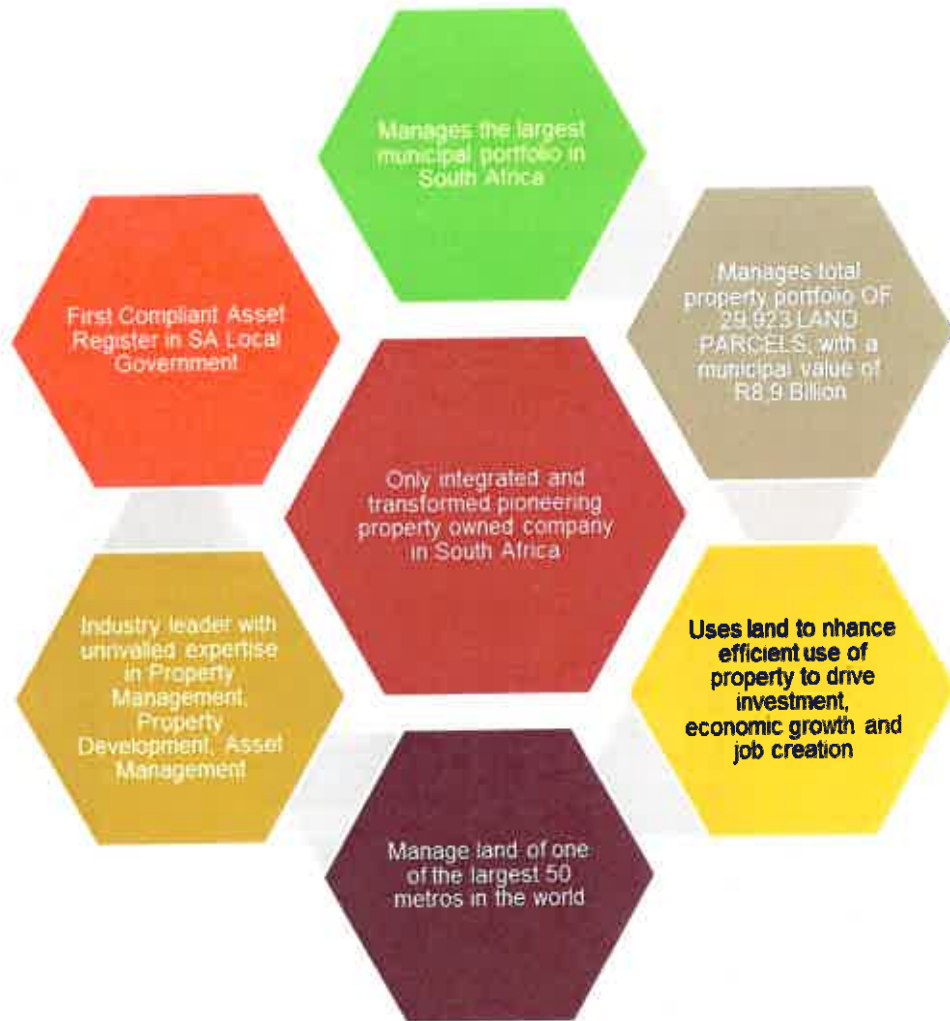 Manages the largest
municipal portfolio in
South Africa
First Compliant Asset
Register in SA Local
Government
Manages total
property portfolio OF
29,923 LAND
PARCELS, with a
municipal value of
R8,9 Billion
Only integrated and
transformed pioneering
property owned company
in South Africa
Industry leader with
unrivalled expertise
in Property
Management,
Property
Development, Asset
Management
Uses land to nhance
efficient use of
property to drive
investment,
economic growth and
job creation
Manage land of one
of the largest 50
metros in the world